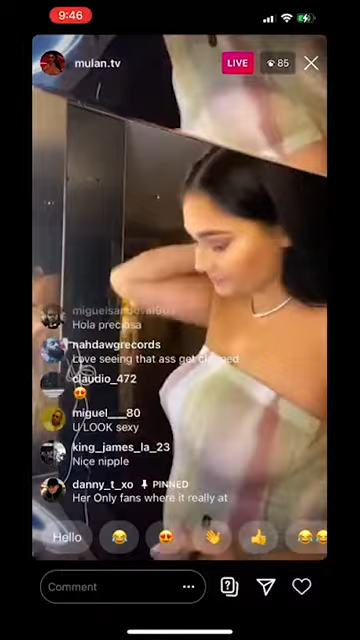 9:46
mulan.tv
LIVE
85
Hola preciosa
nahdawgrecords
Love seeing that ass get
claudio_472
😍
miguel___80
U LOOK sexy
king_james_la_23
Nice nipple
danny_t_xo PINNED
Her Only fans where it really at
Hello 😂 😍 👏 👍 😂😂
Comment